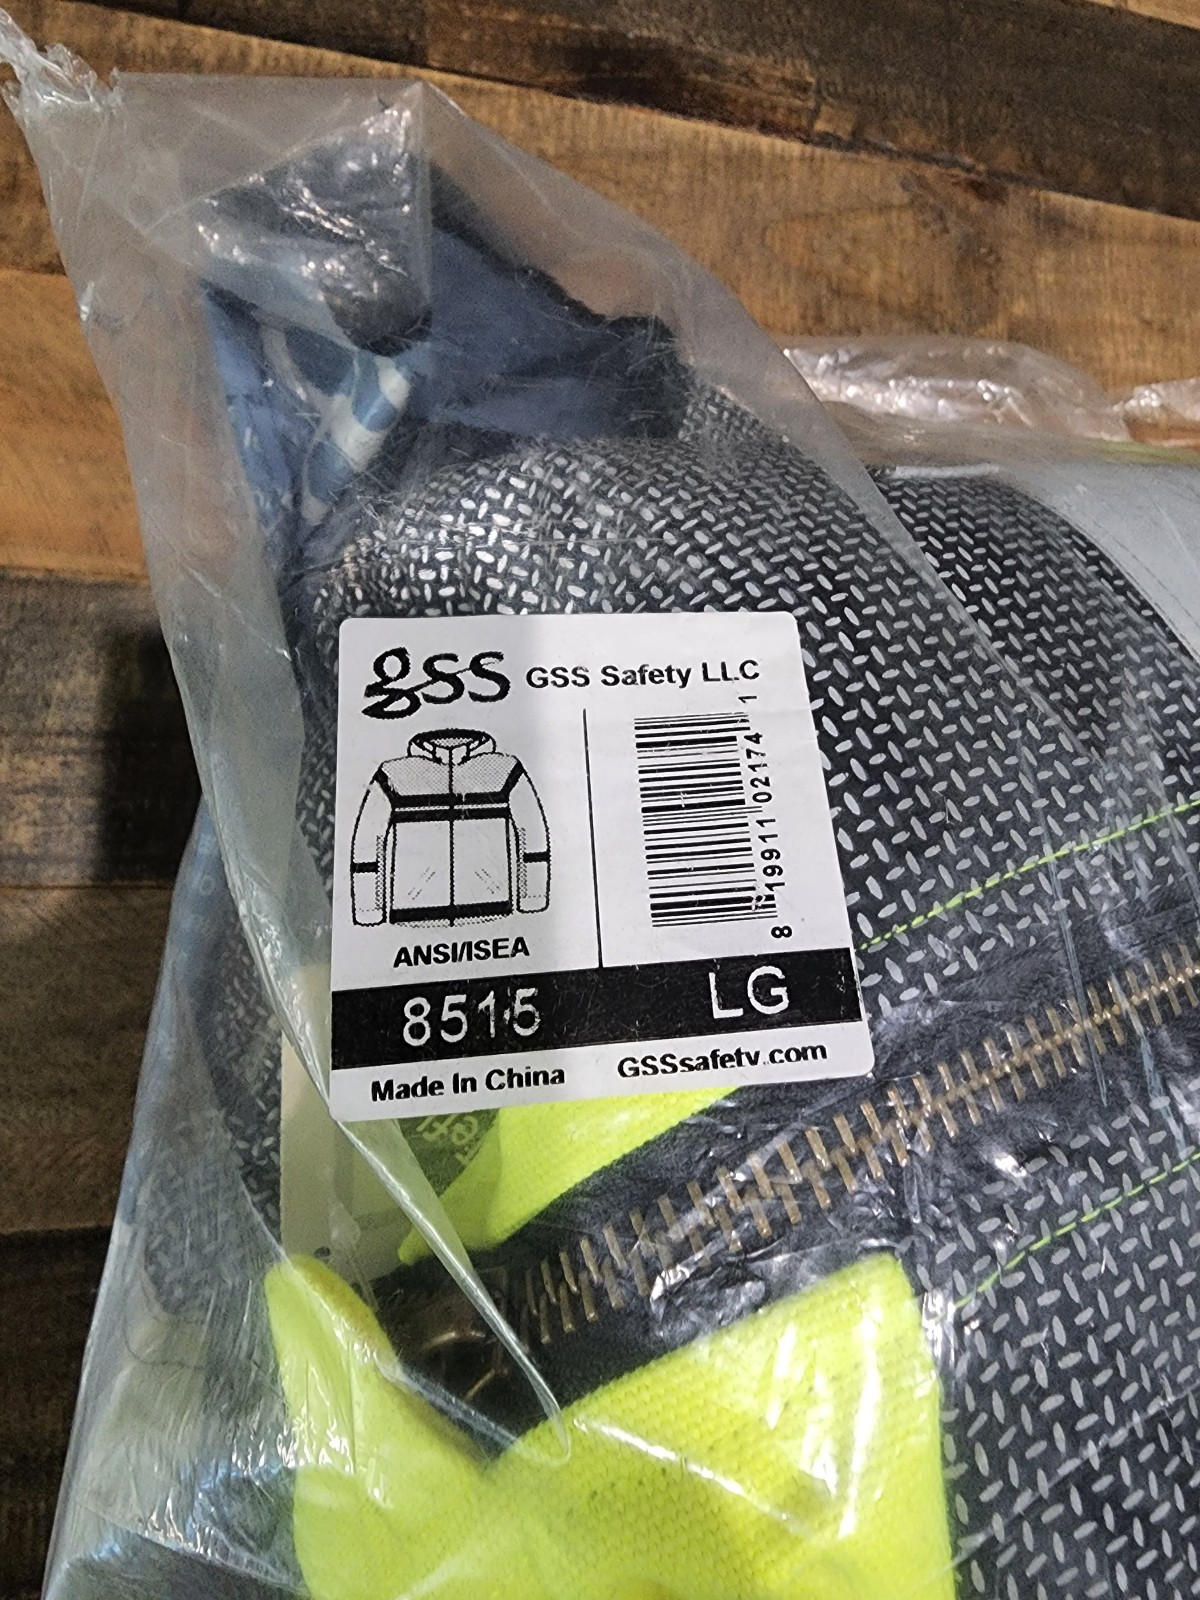 gss GSS Safety LLC
8 19911 02174 1
ANSI/ISEA
8515 LG
Made In China GSSsafety.com